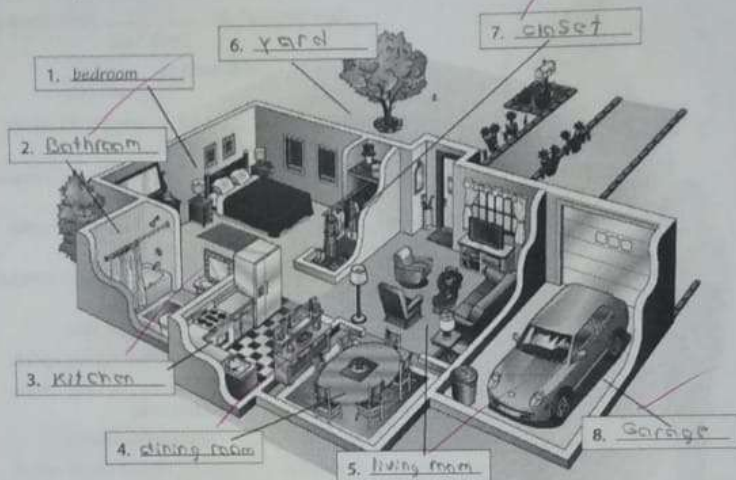 1. bedroom
2. Bathroom
3. Kitchen
4. dining room
5. living room
6. yard
7. closet
8. Garage